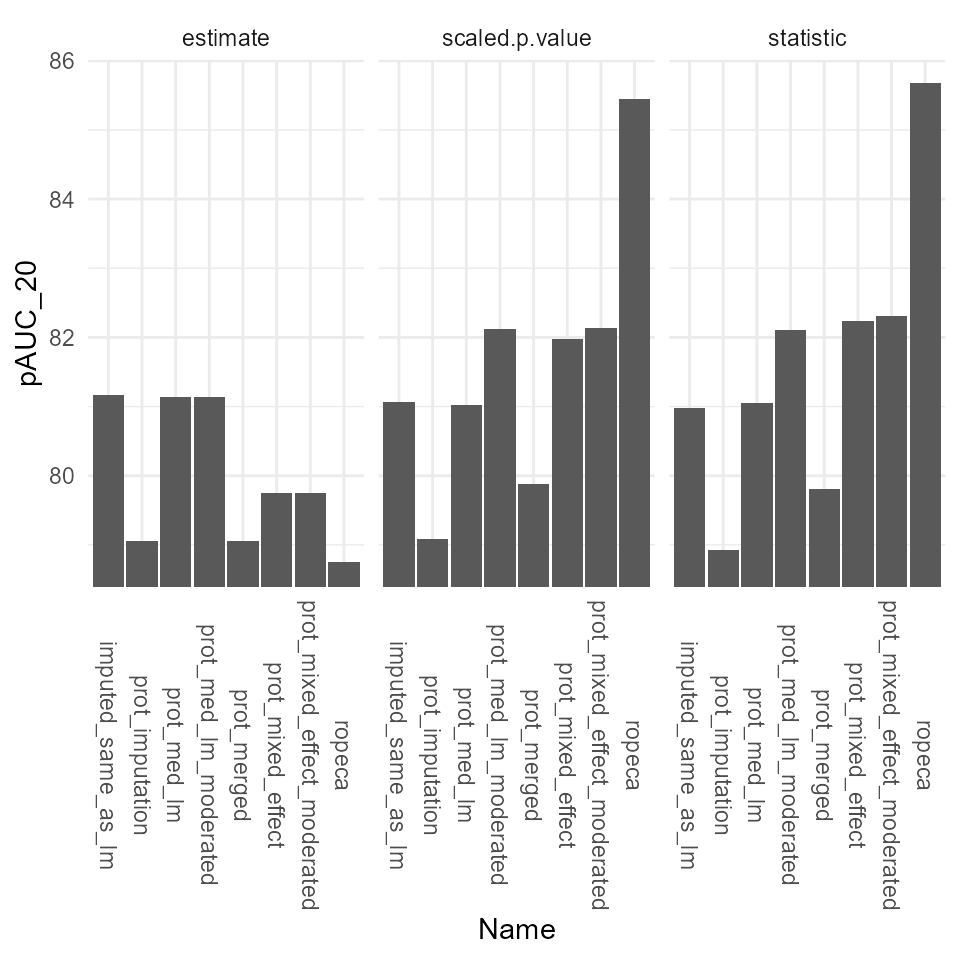 estimate
scaled.p.value
statistic
pAUC_20
86
84
82
80
imputed_same_as_lm
prot_imputation
prot_med_lm
prot_med_lm_moderated
prot_merged
prot_mixed_effect
prot_mixed_effect_moderated
ropeca
imputed_same_as_lm
prot_imputation
prot_med_lm
prot_med_lm_moderated
prot_merged
prot_mixed_effect
prot_mixed_effect_moderated
ropeca
imputed_same_as_lm
prot_imputation
prot_med_lm
prot_med_lm_moderated
prot_merged
prot_mixed_effect
prot_mixed_effect_moderated
ropeca
Name